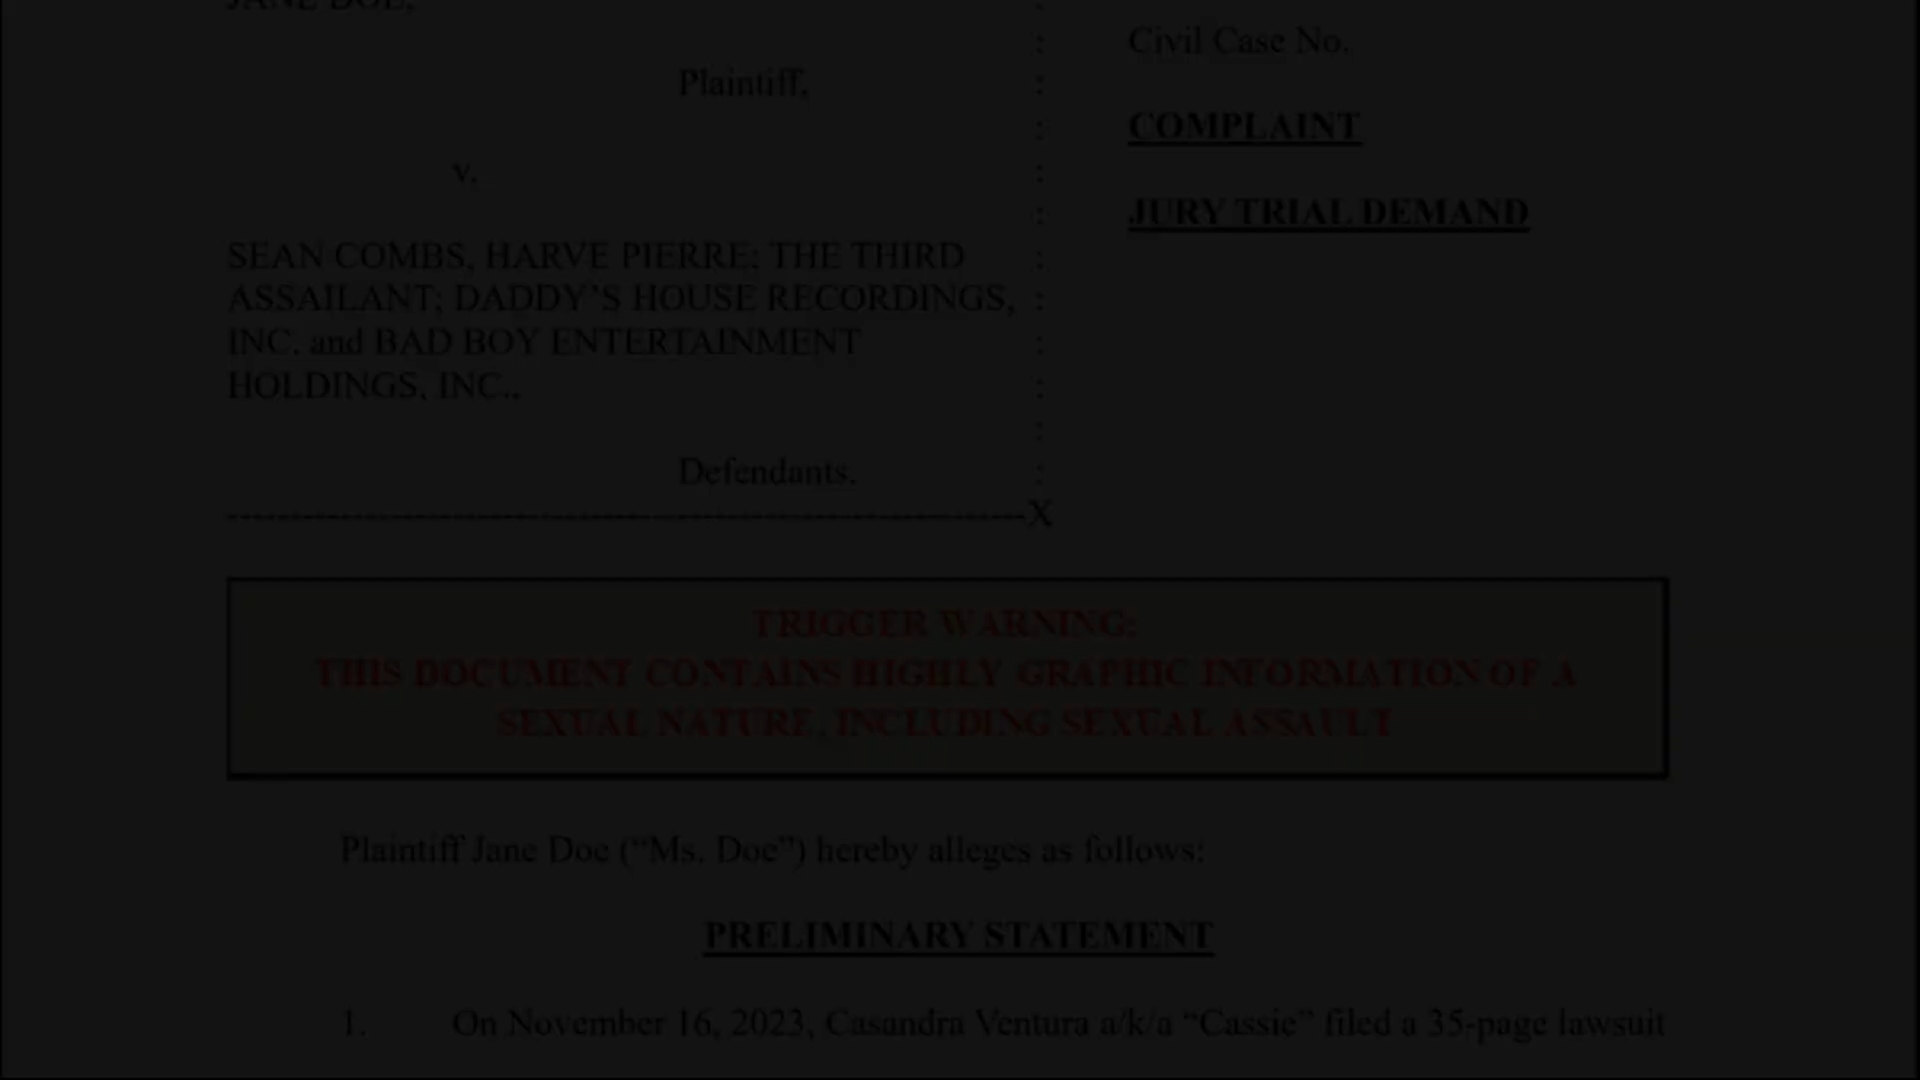 JANE DOE,
Civil Case No.
Plaintiff,
COMPLAINT
v.
JURY TRIAL DEMAND
SEAN COMBS, HARVE PIERRE; THE THIRD
ASSAILANT; DADDY'S HOUSE RECORDINGS,
INC. and BAD BOY ENTERTAINMENT
HOLDINGS, INC.,
Defendants.
------------------------------------------------------------------X
TRIGGER WARNING:
THIS DOCUMENT CONTAINS HIGHLY GRAPHIC INFORMATION OF A
SEXUAL NATURE, INCLUDING SEXUAL ASSAULT
Plaintiff Jane Doe (“Ms. Doe”) hereby alleges as follows:
PRELIMINARY STATEMENT
1. On November 16, 2023, Casandra Ventura a/k/a “Cassie” filed a 35-page lawsuit